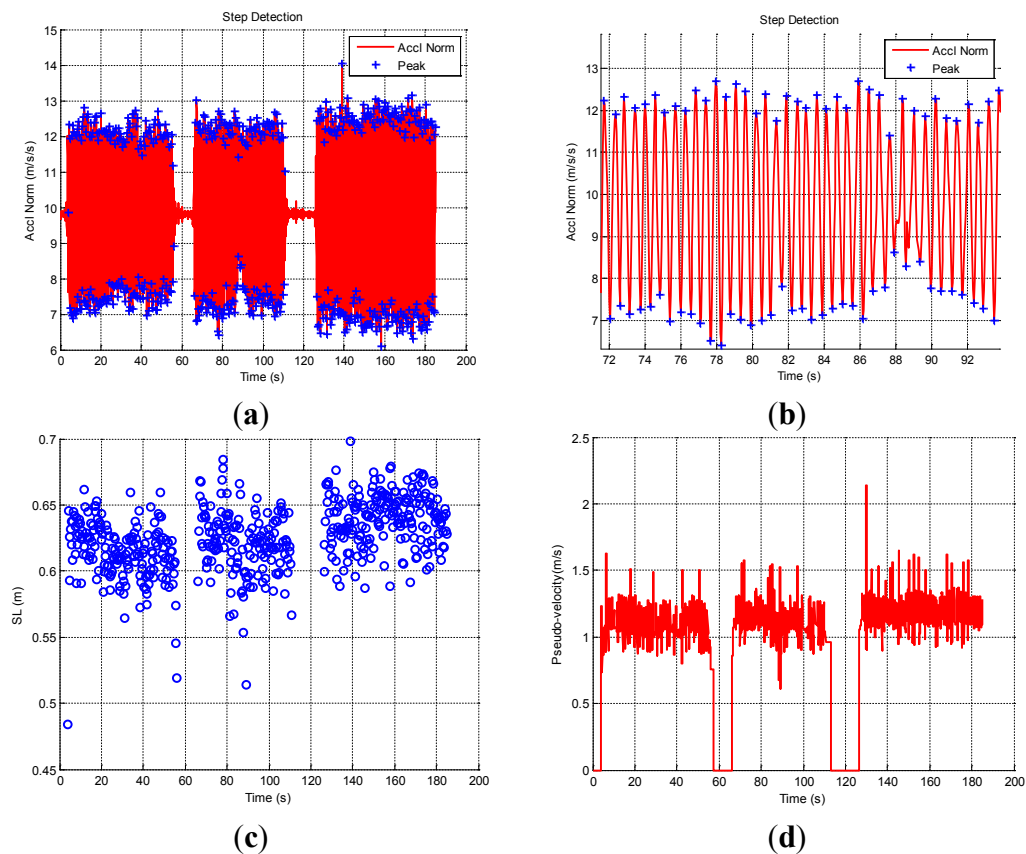 Step Detection
Accl Norm
Peak
15
14
13
12
11
10
9
8
7
6
Accl Norm (m/s/s)
0 20 40 60 80 100 120 140 160 180 200
Time (s)
(a)
Step Detection
Accl Norm
Peak
13
12
11
10
9
8
7
Accl Norm (m/s/s)
72 74 76 78 80 82 84 86 88 90 92
Time (s)
(b)
0.7
0.65
0.6
0.55
0.5
0.45
SL (m)
0 20 40 60 80 100 120 140 160 180 200
Time (s)
(c)
2.5
2
1.5
1
0.5
0
Pseudo-velocity(m/s)
0 20 40 60 80 100 120 140 160 180 200
Time (s)
(d)